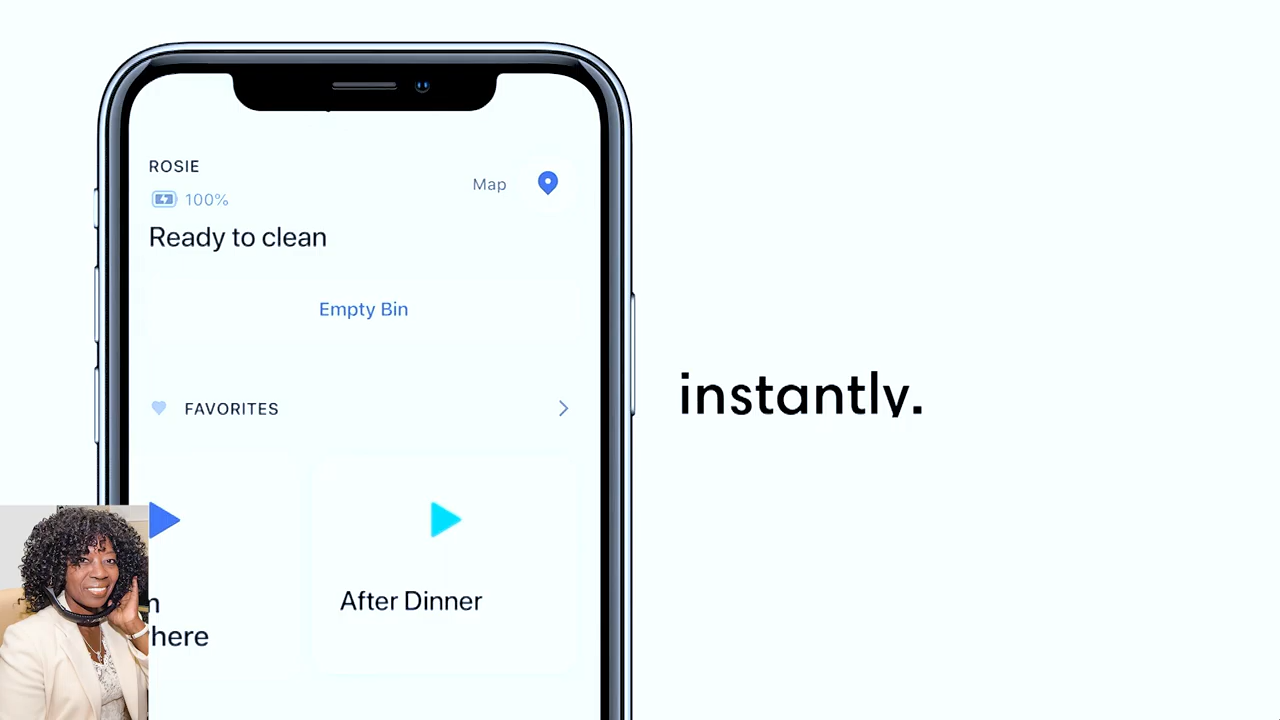 ROSIE
100%
Map
Ready to clean
Empty Bin
FAVORITES
After Dinner
here
instantly.